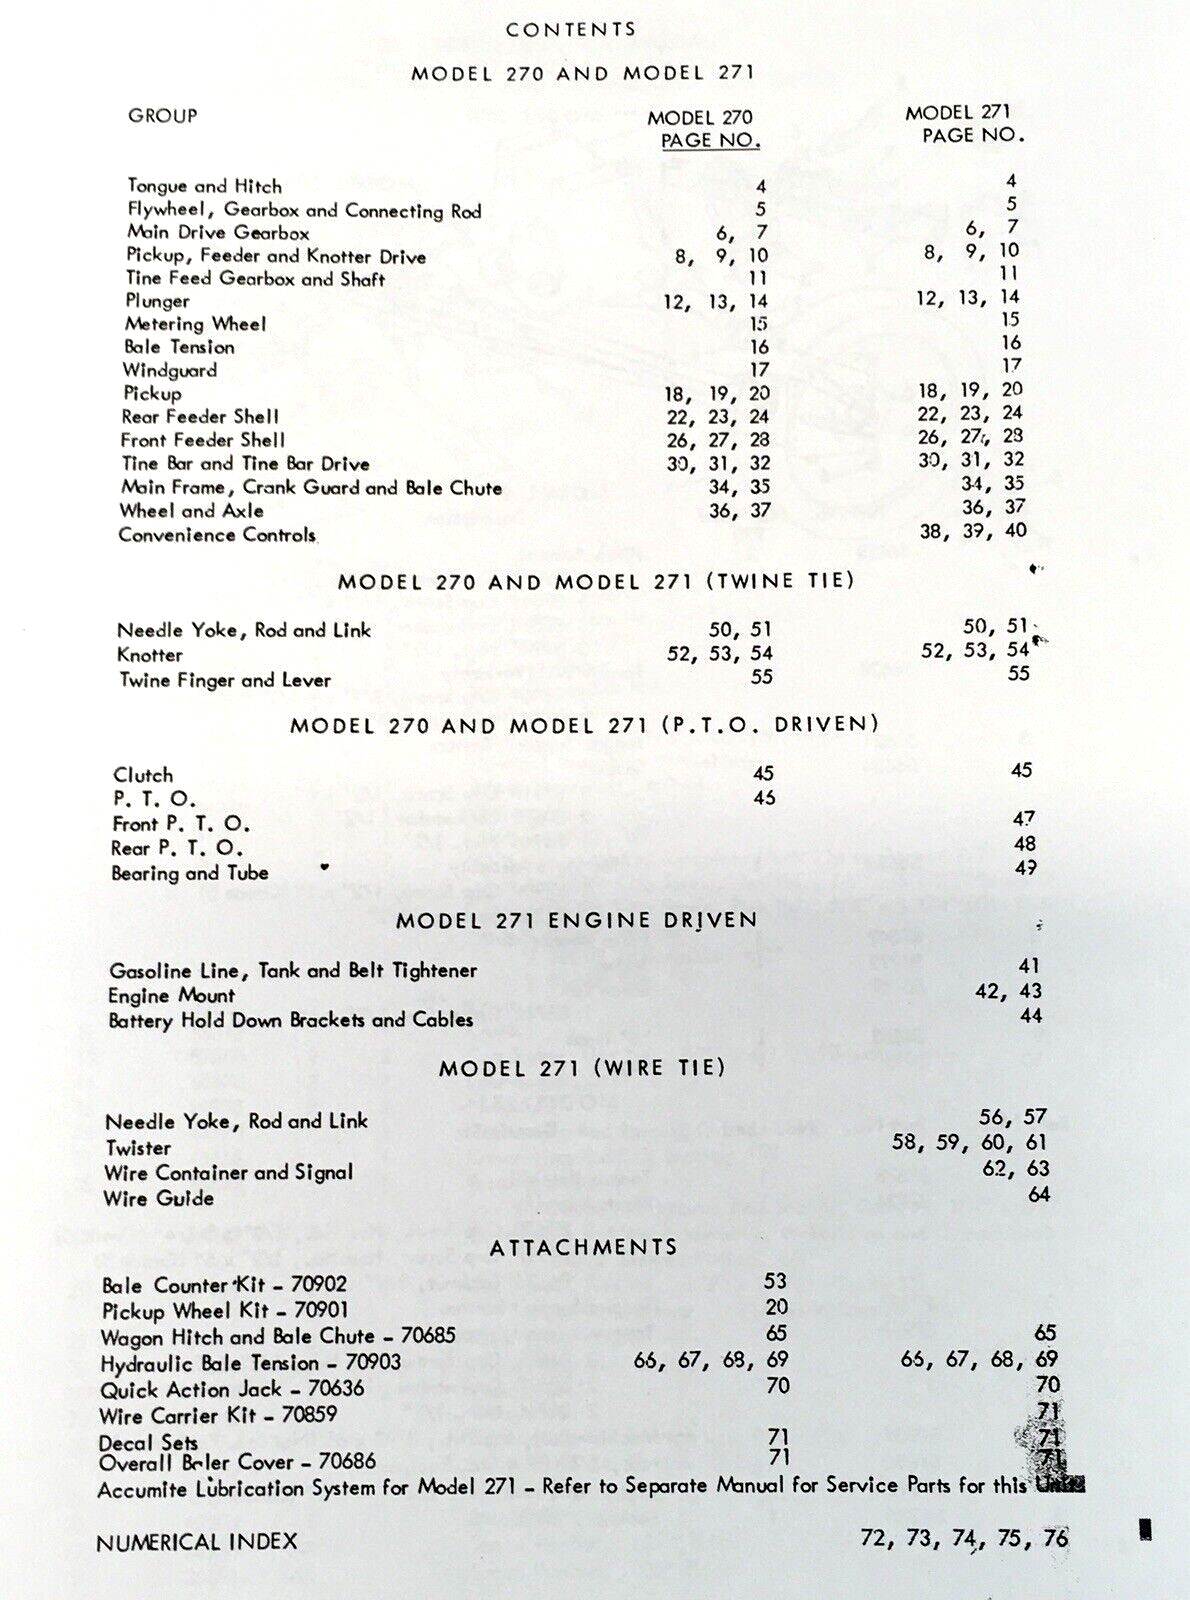 CONTENTS
MODEL 270 AND MODEL 271
GROUP MODEL 270 MODEL 271
PAGE NO. PAGE NO.
Tongue and Hitch 4 4
Flywheel, Gearbox and Connecting Rod 5 5
Main Drive Gearbox 6, 7 6, 7
Pickup, Feeder and Knotter Drive 8, 9, 10 8, 9, 10
Tine Feed Gearbox and Shaft 11 11
Plunger 12, 13, 14 12, 13, 14
Metering Wheel 15 15
Bale Tension 16 16
Windguard 17 17
Pickup 18, 19, 20 18, 19, 20
Rear Feeder Shell 22, 23, 24 22, 23, 24
Front Feeder Shell 26, 27, 28 26, 27, 28
Tine Bar and Tine Bar Drive 30, 31, 32 30, 31, 32
Main Frame, Crank Guard and Bale Chute 34, 35 34, 35
Wheel and Axle 36, 37 36, 37
Convenience Controls 38, 39, 40
MODEL 270 AND MODEL 271 (TWINE TIE)
Needle Yoke, Rod and Link 50, 51 50, 51
Knotter 52, 53, 54 52, 53, 54
Twine Finger and Lever 55 55
MODEL 270 AND MODEL 271 (P.T.O. DRIVEN)
Clutch 45 45
P. T. O. 46
Front P. T. O. 47
Rear P. T. O. 48
Bearing and Tube 49
MODEL 271 ENGINE DRIVEN
Gasoline Line, Tank and Belt Tightener 41
Engine Mount 42, 43
Battery Hold Down Brackets and Cables 44
MODEL 271 (WIRE TIE)
Needle Yoke, Rod and Link 56, 57
Twister 58, 59, 60, 61
Wire Container and Signal 62, 63
Wire Guide 64
ATTACHMENTS
Bale Counter Kit - 70902 53
Pickup Wheel Kit - 70901 20
Wagon Hitch and Bale Chute - 70685 65 65
Hydraulic Bale Tension - 70903 66, 67, 68, 69 66, 67, 68, 69
Quick Action Jack - 70636 70 70
Wire Carrier Kit - 70859 71
Decal Sets 71 71
Overall Baler Cover - 70686 71 71
Accumite Lubrication System for Model 271 - Refer to Separate Manual for Service Parts for this
NUMERICAL INDEX 72, 73, 74, 75, 76